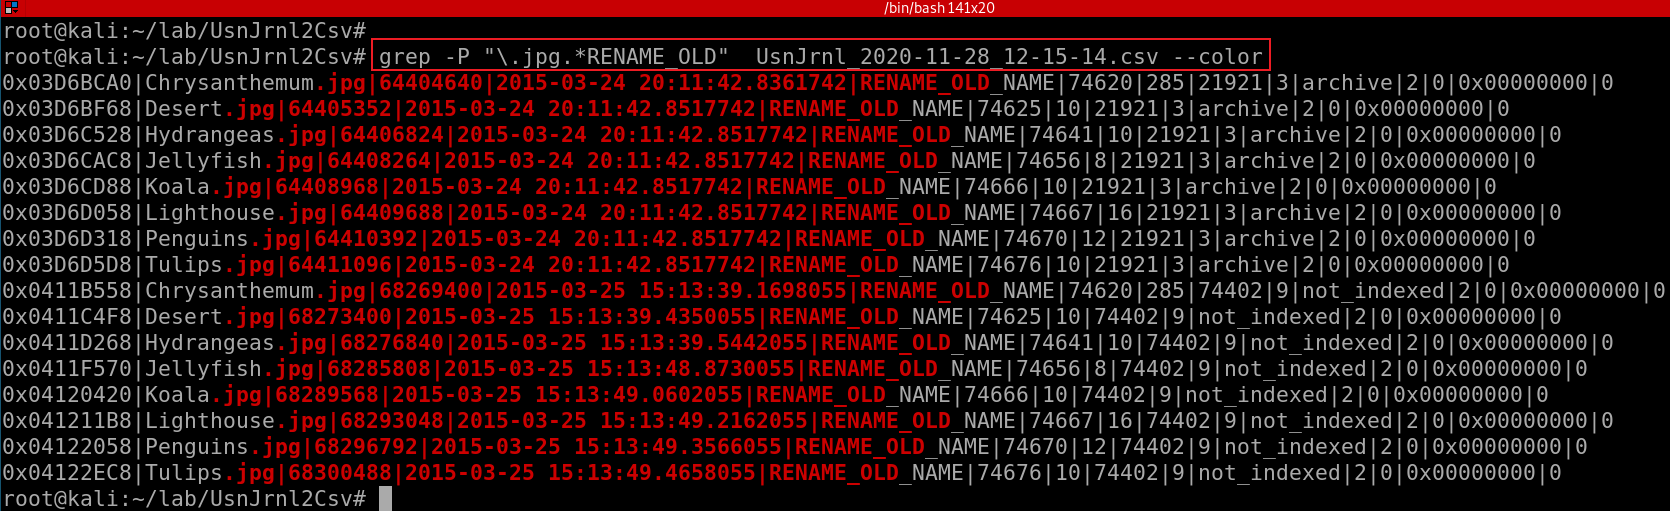 /bin/bash 141x20
root@kali:~/lab/UsnJrnl2Csv#
root@kali:~/lab/UsnJrnl2Csv# grep -P "\.jpg.*RENAME_OLD"  UsnJrnl_2020-11-28_12-15-14.csv --color
0x03D6BCA0|Chrysanthemum.jpg|64404640|2015-03-24 20:11:42.8361742|RENAME_OLD_NAME|74620|285|21921|3|archive|2|0|0x00000000|0
0x03D6BF68|Desert.jpg|64405352|2015-03-24 20:11:42.8517742|RENAME_OLD_NAME|74625|10|21921|3|archive|2|0|0x00000000|0
0x03D6C528|Hydrangeas.jpg|64406824|2015-03-24 20:11:42.8517742|RENAME_OLD_NAME|74641|10|21921|3|archive|2|0|0x00000000|0
0x03D6CAC8|Jellyfish.jpg|64408264|2015-03-24 20:11:42.8517742|RENAME_OLD_NAME|74656|8|21921|3|archive|2|0|0x00000000|0
0x03D6CD88|Koala.jpg|64408968|2015-03-24 20:11:42.8517742|RENAME_OLD_NAME|74666|10|21921|3|archive|2|0|0x00000000|0
0x03D6D058|Lighthouse.jpg|64409688|2015-03-24 20:11:42.8517742|RENAME_OLD_NAME|74667|16|21921|3|archive|2|0|0x00000000|0
0x03D6D318|Penguins.jpg|64410392|2015-03-24 20:11:42.8517742|RENAME_OLD_NAME|74670|12|21921|3|archive|2|0|0x00000000|0
0x03D6D5D8|Tulips.jpg|64411096|2015-03-24 20:11:42.8517742|RENAME_OLD_NAME|74676|10|21921|3|archive|2|0|0x00000000|0
0x0411B558|Chrysanthemum.jpg|68269400|2015-03-25 15:13:39.1698055|RENAME_OLD_NAME|74620|285|74402|9|not_indexed|2|0|0x00000000|0
0x0411C4F8|Desert.jpg|68273400|2015-03-25 15:13:39.4350055|RENAME_OLD_NAME|74625|10|74402|9|not_indexed|2|0|0x00000000|0
0x0411D268|Hydrangeas.jpg|68276840|2015-03-25 15:13:39.5442055|RENAME_OLD_NAME|74641|10|74402|9|not_indexed|2|0|0x00000000|0
0x0411F570|Jellyfish.jpg|68285808|2015-03-25 15:13:48.8730055|RENAME_OLD_NAME|74656|8|74402|9|not_indexed|2|0|0x00000000|0
0x04120420|Koala.jpg|68289568|2015-03-25 15:13:49.0602055|RENAME_OLD_NAME|74666|10|74402|9|not_indexed|2|0|0x00000000|0
0x041211B8|Lighthouse.jpg|68293048|2015-03-25 15:13:49.2162055|RENAME_OLD_NAME|74667|16|74402|9|not_indexed|2|0|0x00000000|0
0x04122058|Penguins.jpg|68296792|2015-03-25 15:13:49.3566055|RENAME_OLD_NAME|74670|12|74402|9|not_indexed|2|0|0x00000000|0
0x04122EC8|Tulips.jpg|68300488|2015-03-25 15:13:49.4658055|RENAME_OLD_NAME|74676|10|74402|9|not_indexed|2|0|0x00000000|0
root@kali:~/lab/UsnJrnl2Csv#